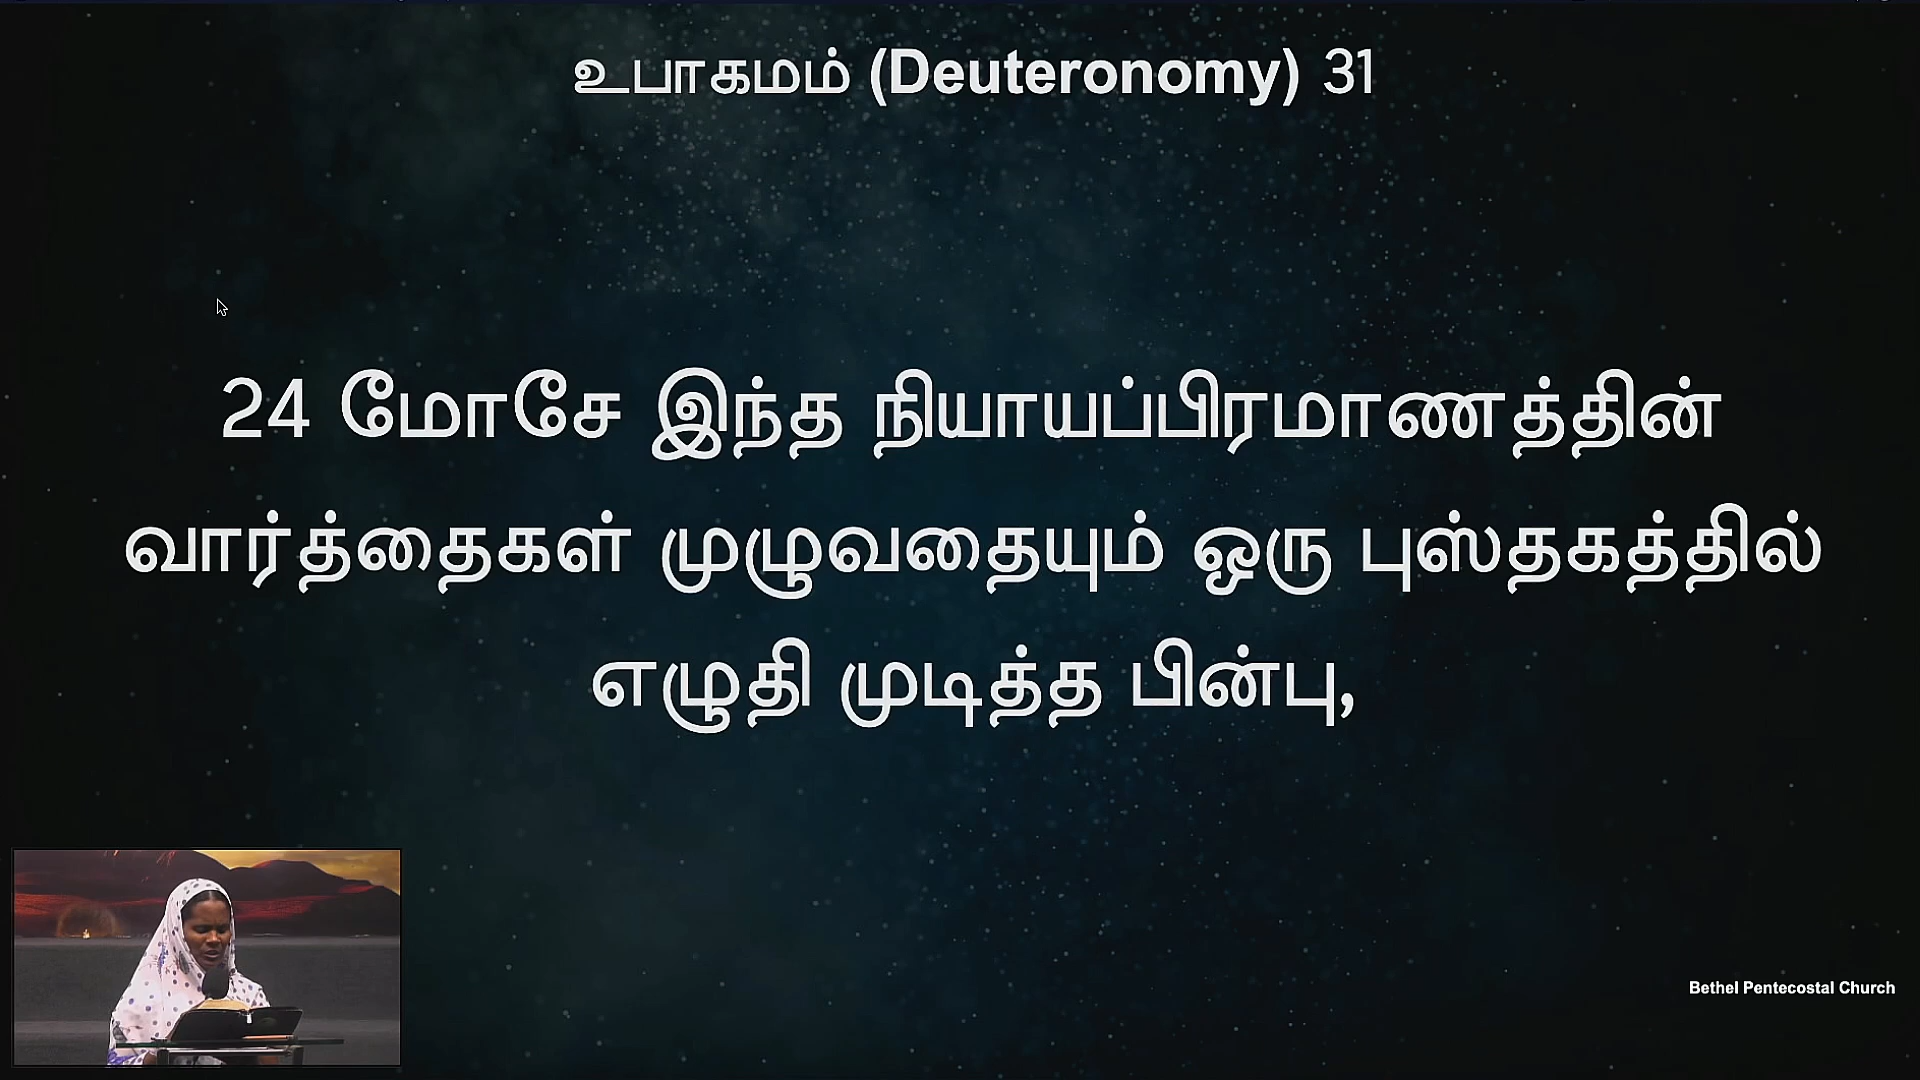 உபாகமம் (Deuteronomy) 31
24 மோசே இந்த நியாயப்பிரமாணத்தின்
வார்த்தைகள் முழுவதையும் ஒரு புஸ்தகத்தில்
எழுதி முடித்த பின்பு,
Bethel Pentecostal Church